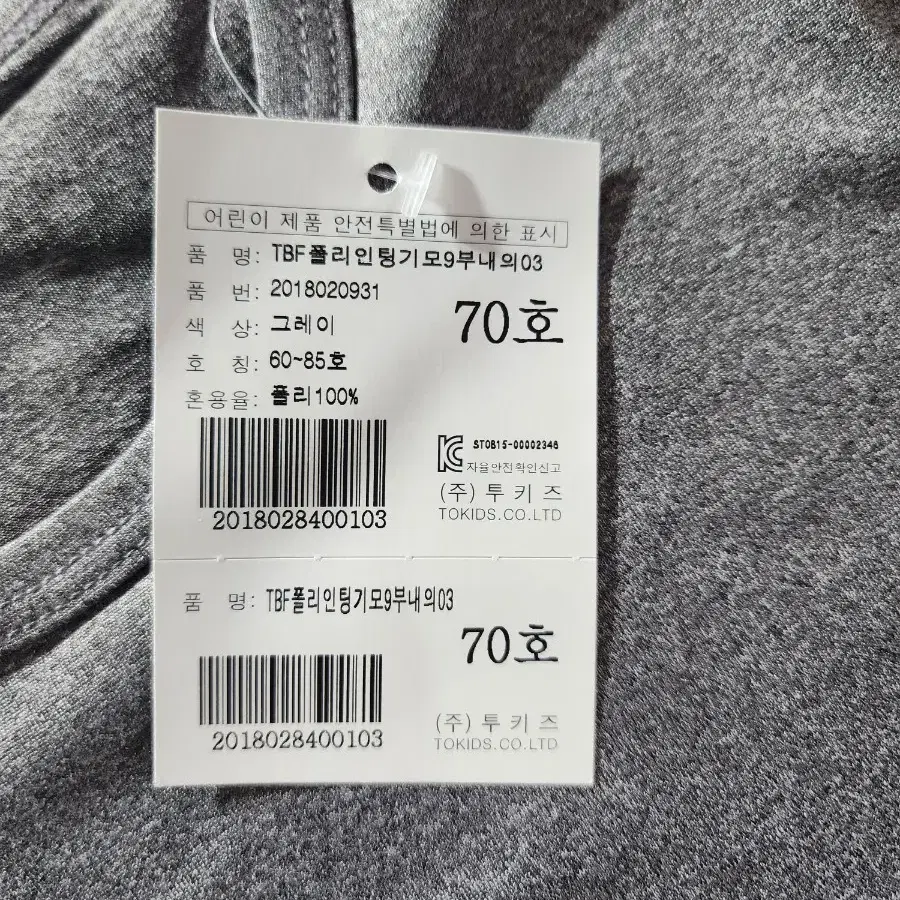 어린이 제품 안전특별법에 의한 표시
품 명: TBF폴리인팅기모9부내의03
품 번: 2018020931
70호
색 상: 그레이
호 칭: 60~85호
혼용율: 폴리100%
ST0B15-00002346
자율안전확인신고
2018028400103
(주) 투 키 즈
TOKIDS.CO.LTD
품 명: TBF폴리인팅기모9부내의03
70호
2018028400103
(주) 투 키 즈
TOKIDS.CO.LTD